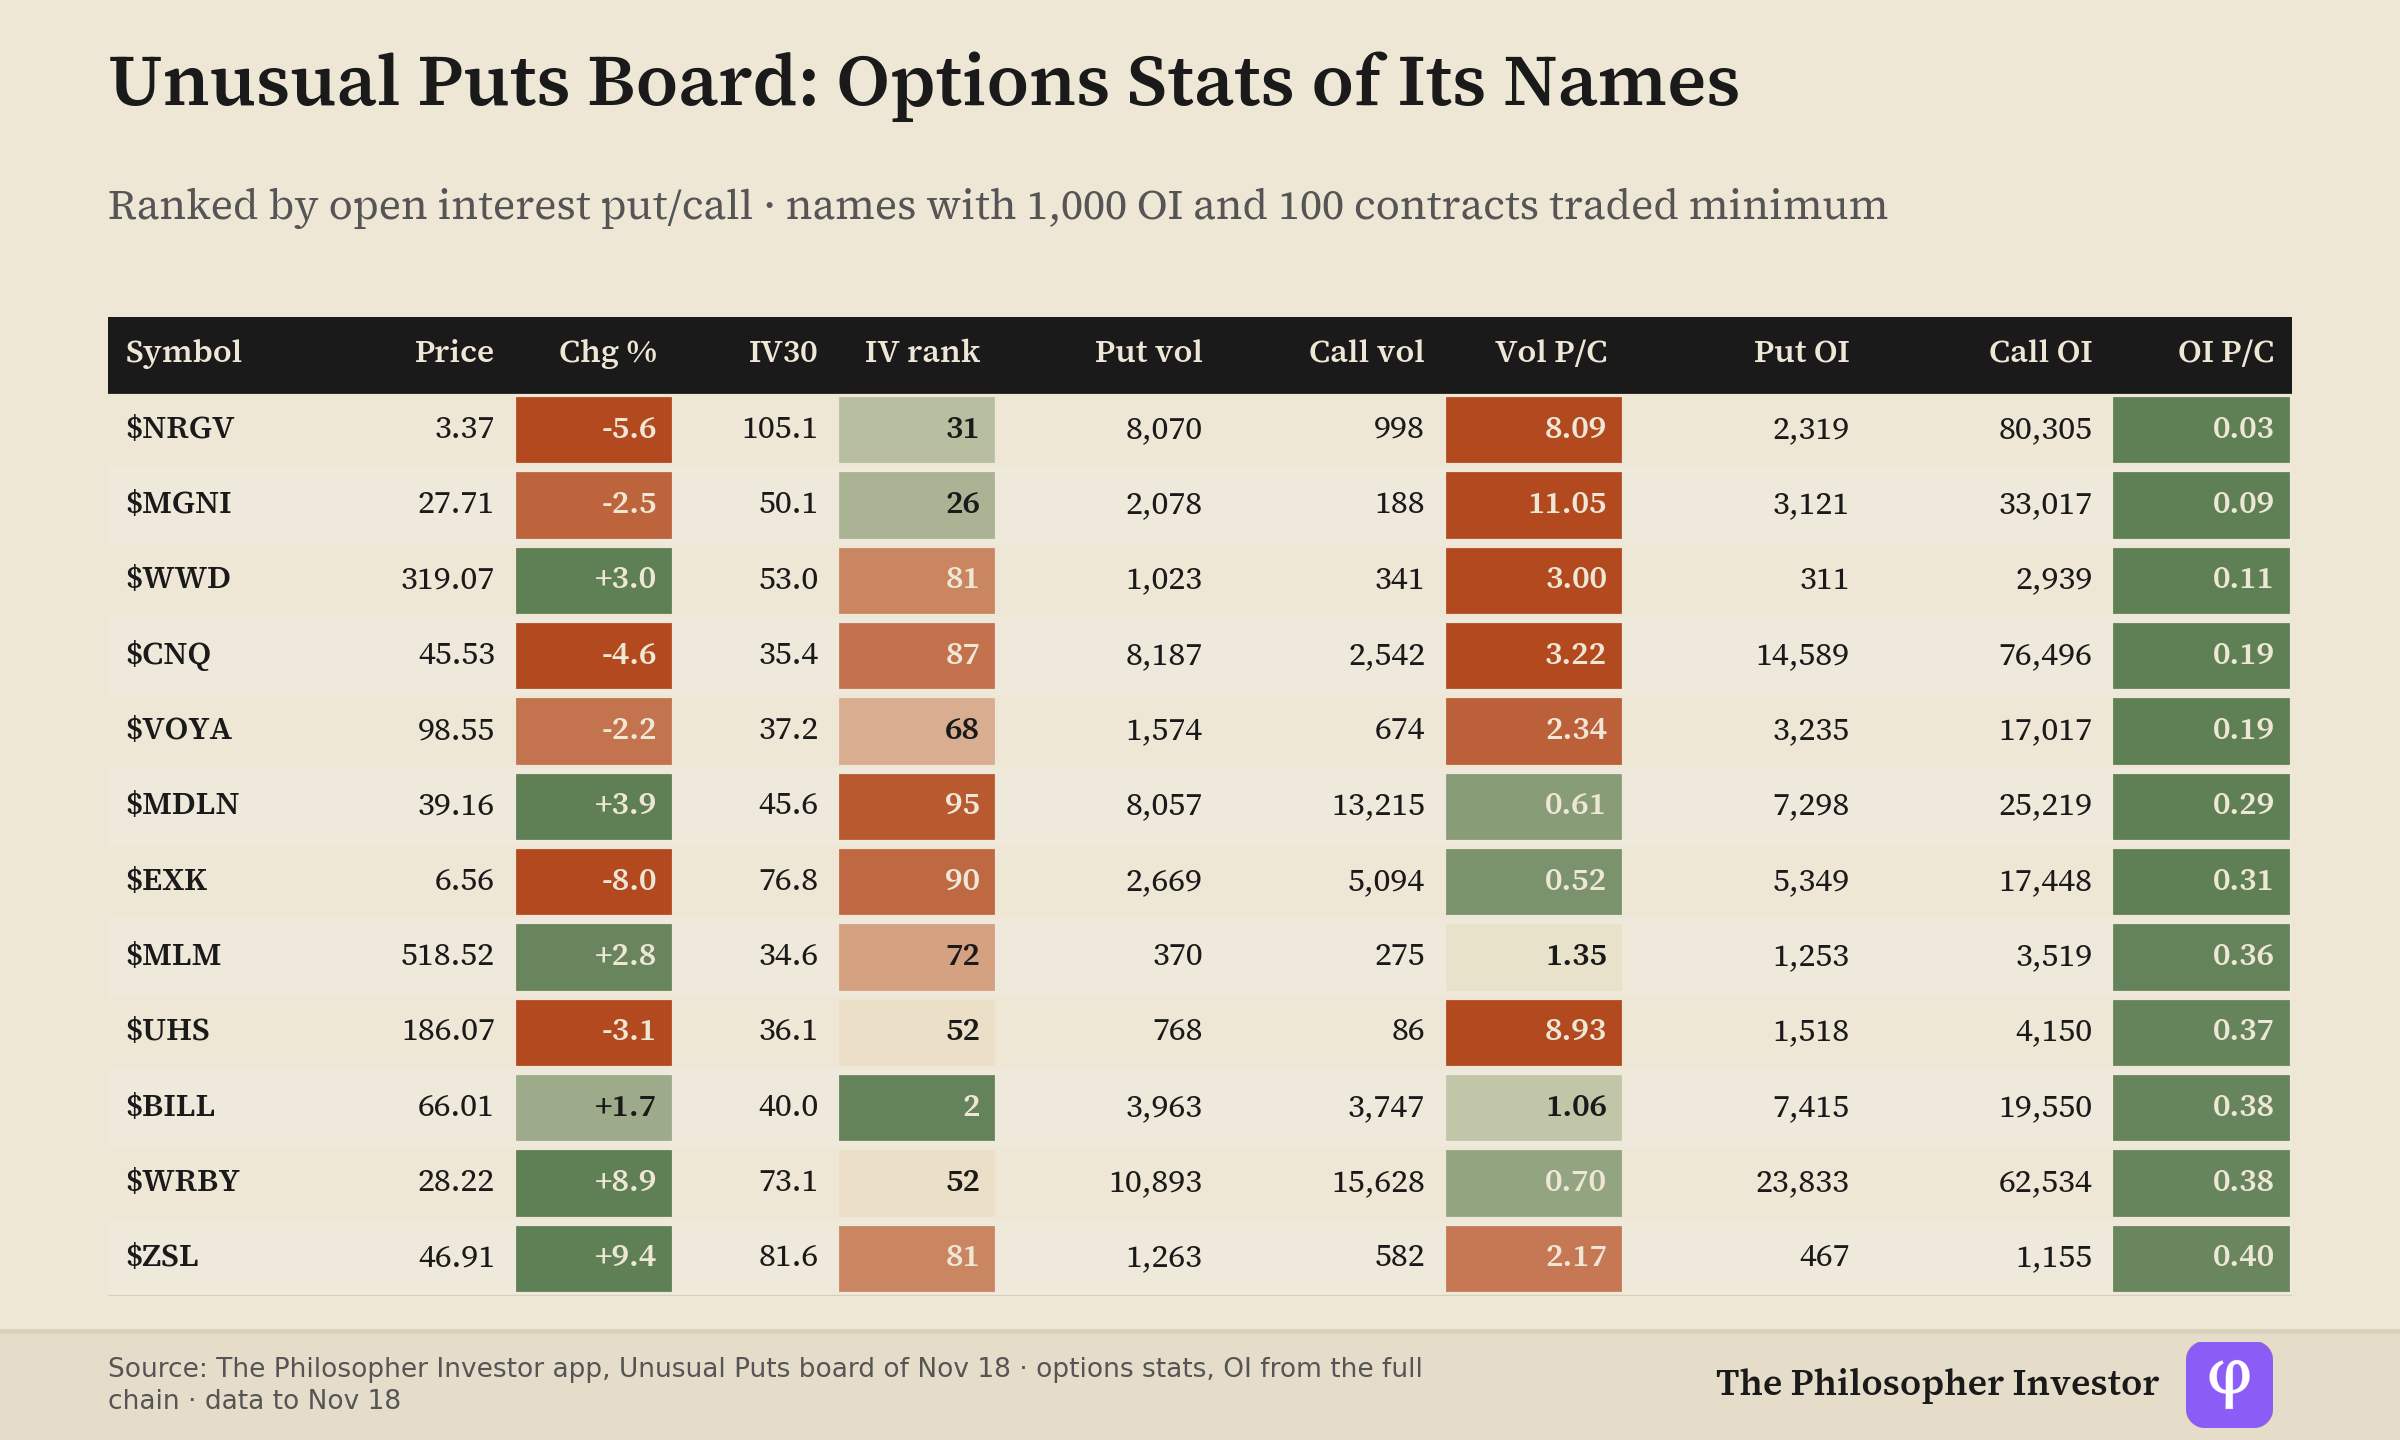 Unusual Puts Board: Options Stats of Its Names
Ranked by open interest put/call · names with 1,000 OI and 100 contracts traded minimum
Symbol Price Chg % IV30 IV rank Put vol Call vol Vol P/C Put OI Call OI OI P/C
$NRGV 3.37 -5.6 105.1 31 8,070 998 8.09 2,319 80,305 0.03
$MGNI 27.71 -2.5 50.1 26 2,078 188 11.05 3,121 33,017 0.09
$WWD 319.07 +3.0 53.0 81 1,023 341 3.00 311 2,939 0.11
$CNQ 45.53 -4.6 35.4 87 8,187 2,542 3.22 14,589 76,496 0.19
$VOYA 98.55 -2.2 37.2 68 1,574 674 2.34 3,235 17,017 0.19
$MDLN 39.16 +3.9 45.6 95 8,057 13,215 0.61 7,298 25,219 0.29
$EXK 6.56 -8.0 76.8 90 2,669 5,094 0.52 5,349 17,448 0.31
$MLM 518.52 +2.8 34.6 72 370 275 1.35 1,253 3,519 0.36
$UHS 186.07 -3.1 36.1 52 768 86 8.93 1,518 4,150 0.37
$BILL 66.01 +1.7 40.0 2 3,963 3,747 1.06 7,415 19,550 0.38
$WRBY 28.22 +8.9 73.1 52 10,893 15,628 0.70 23,833 62,534 0.38
$ZSL 46.91 +9.4 81.6 81 1,263 582 2.17 467 1,155 0.40
Source: The Philosopher Investor app, Unusual Puts board of Nov 18 · options stats, OI from the full
chain · data to Nov 18
The Philosopher Investor φ